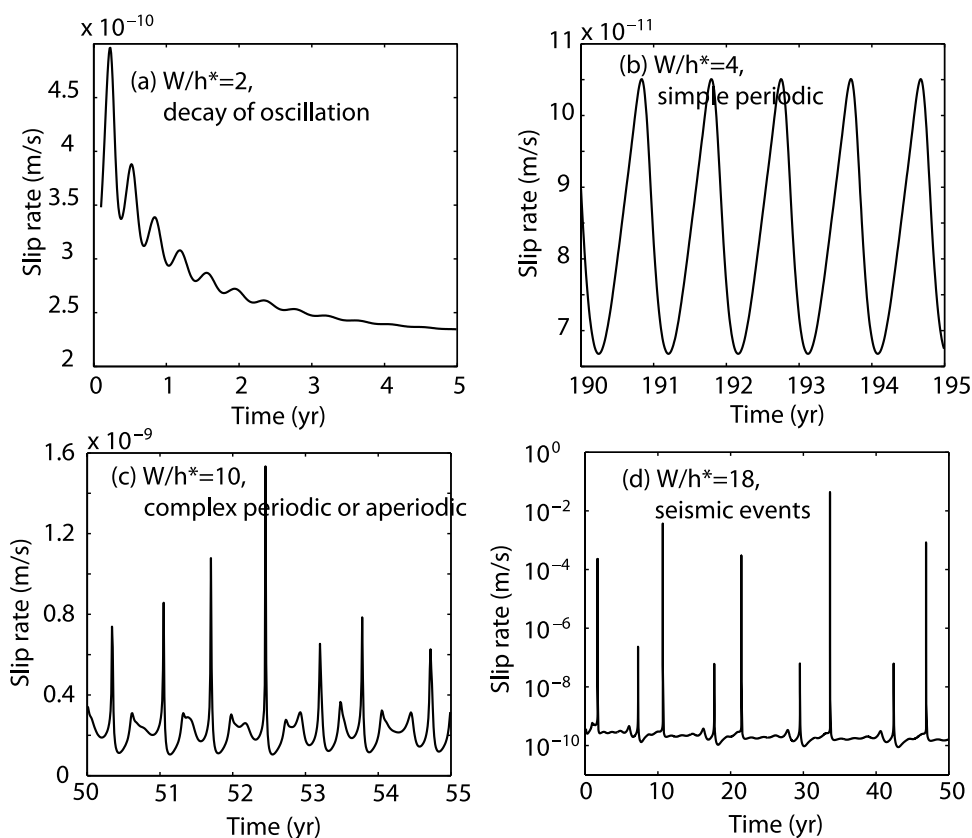 x 10⁻¹⁰
4.5
4
3.5
3
2.5
2
Slip rate (m/s)
(a) W/h*=2,
decay of oscillation
0 1 2 3 4 5
Time (yr)
x 10⁻¹¹
11
10
9
8
7
Slip rate (m/s)
(b) W/h*=4,
simple periodic
190 191 192 193 194 195
Time (yr)
x 10⁻⁹
1.6
1.2
0.8
0.4
0
Slip rate (m/s)
(c) W/h*=10,
complex periodic or aperiodic
50 51 52 53 54 55
Time (yr)
10⁰
10⁻²
10⁻⁴
10⁻⁶
10⁻⁸
10⁻¹⁰
Slip rate (m/s)
(d) W/h*=18,
seismic events
0 10 20 30 40 50
Time (yr)